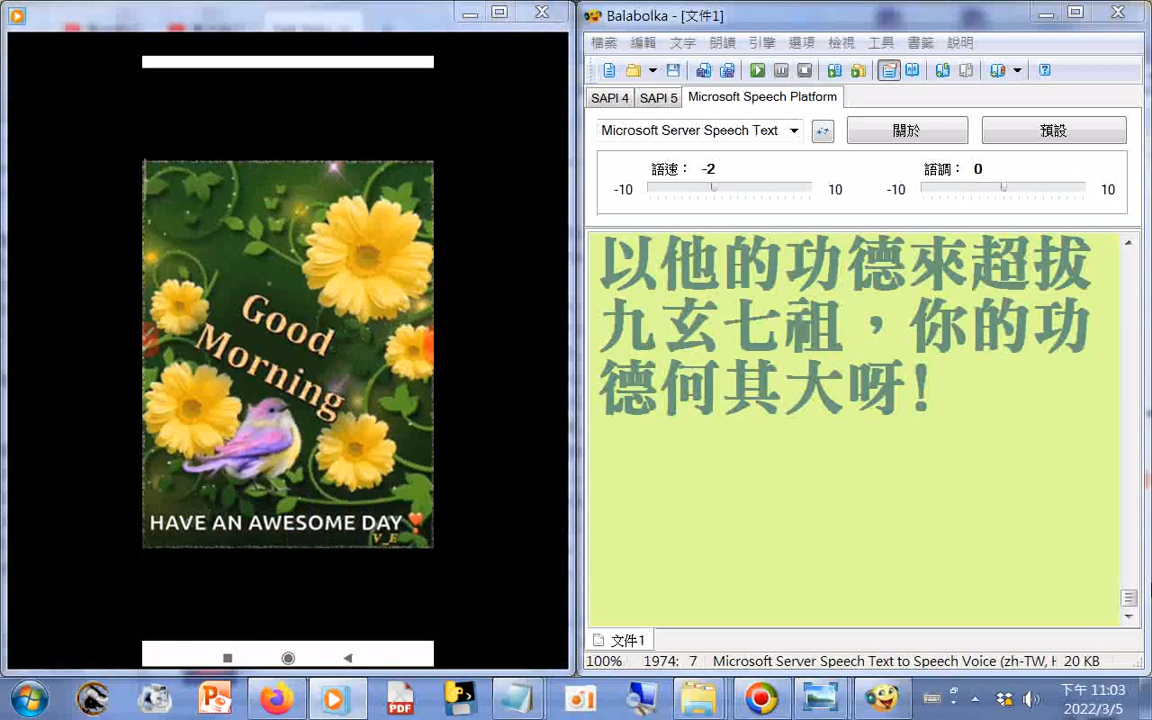 Good
Morning
HAVE AN AWESOME DAY
V_E
Balabolka - [文件1]
檔案 編輯 文字 朗讀 引擎 選項 檢視 工具 書籤 說明
SAPI 4 SAPI 5 Microsoft Speech Platform
Microsoft Server Speech Text 關於 預設
語速： -2 語調： 0
-10 10 -10 10
以他的功德來超拔
九玄七祖，你的功
德何其大呀!
文件1
100% 1974: 7 Microsoft Server Speech Text to Speech Voice (zh-TW, H 20 KB
PDF
下午 11:03
2022/3/5